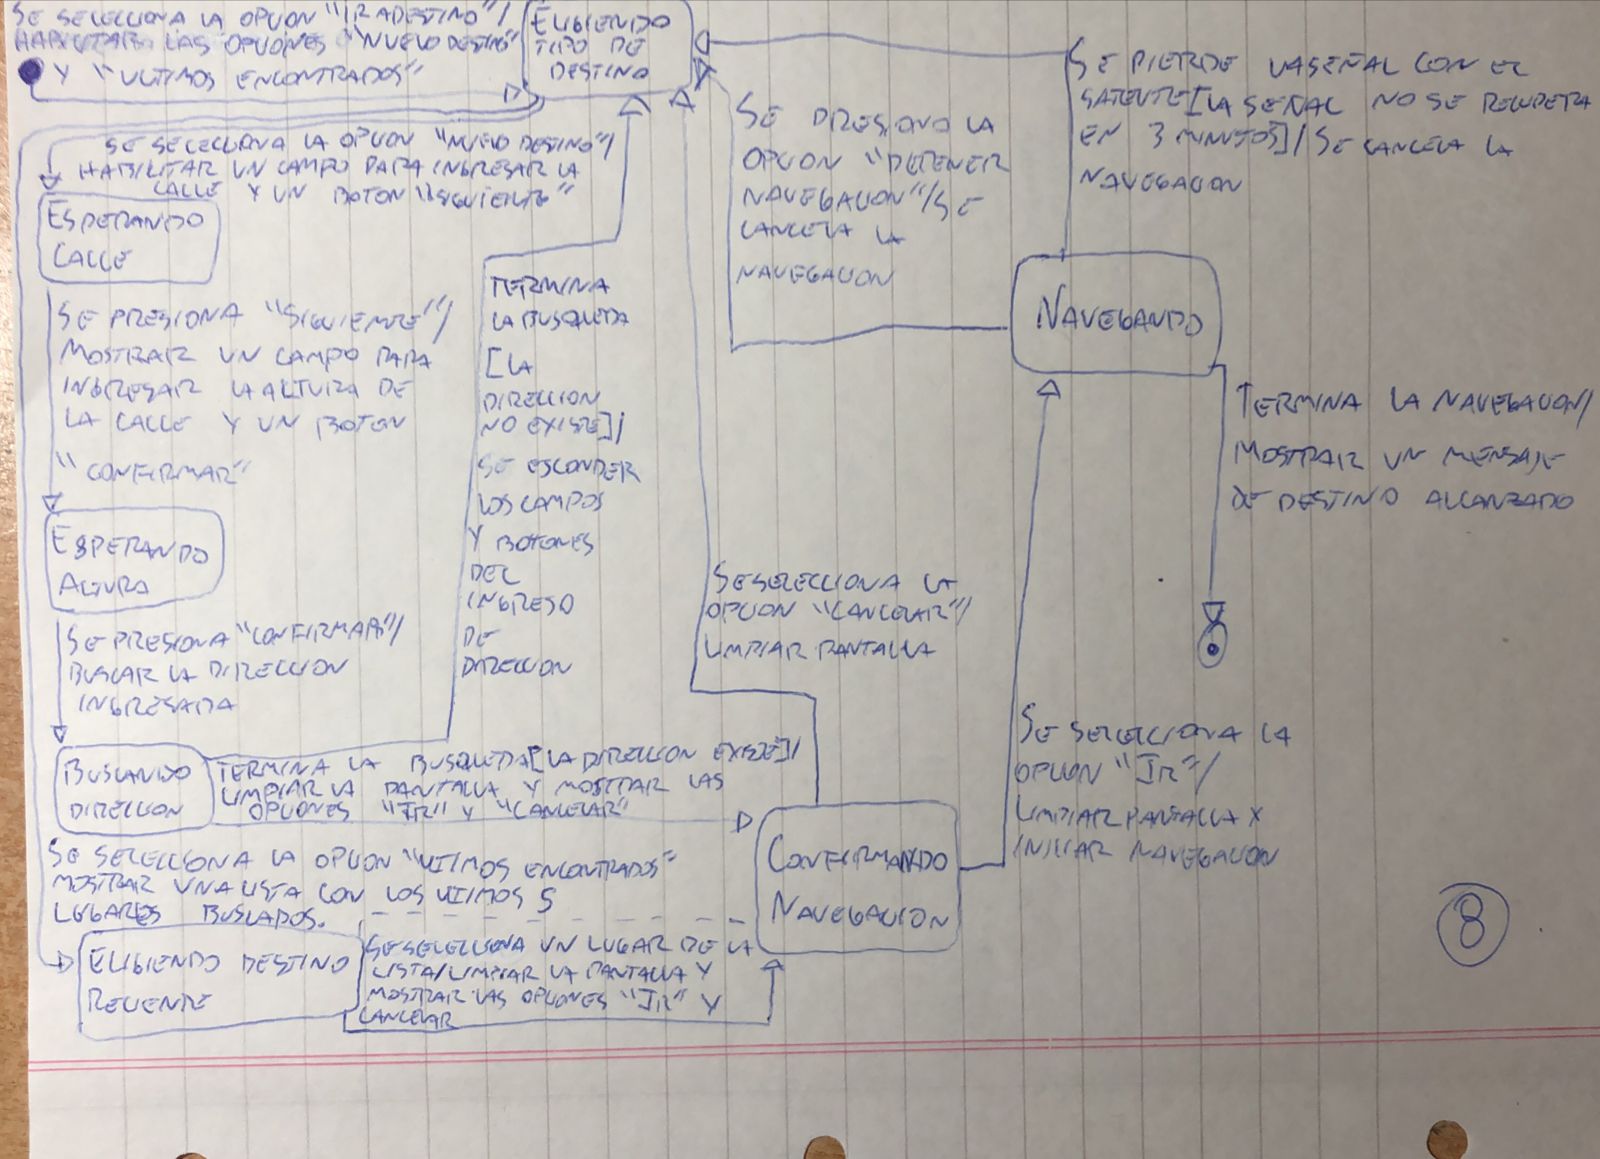 SE SELECCIONA LA OPCION "IR A DESTINO"/
HABILITAR LAS OPCIONES "NUEVO DESTINO"
Y "ULTIMOS ENCONTRADOS"
ELIGIENDO
TIPO DE
DESTINO
SE PIERDE LA SEÑAL CON EL
SATELITE[LA SEÑAL NO SE RECUPERA
EN 3 MINUTOS]/SE CANCELA LA
NAVEGACION
SE PRESIONO LA
OPCION "DETENER
NAVEGACION"/SE
CANCELA LA
NAVEGACION
SE SELECCIONA LA OPCION "NUEVO DESTINO"/
HABILITAR UN CAMPO PARA INGRESAR LA
CALLE Y UN BOTON "SIGUIENTE"
ESPERANDO
CALLE
SE PRESIONA "SIGUIENTE"/
MOSTRAR UN CAMPO PARA
INGRESAR LA ALTURA DE
LA CALLE Y UN BOTON
"CONFIRMAR"
TERMINA
LA BUSQUEDA
[LA
DIRECCION
NO EXISTE]/
SE ESCONDER
LOS CAMPOS
Y BOTONES
DEL
INGRESO
DE
DIRECCION
NAVEGANDO
TERMINA LA NAVEGACION/
MOSTRAR UN MENSAJE
DE DESTINO ALCANZADO
ESPERANDO
ALTURA
SE PRESIONA "CONFIRMAR"/
BUSCAR LA DIRECCION
INGRESADA
SE SELECCIONA LA
OPCION "CANCELAR"/
LIMPIAR PANTALLA
SE SELECCIONA LA
OPCION "IR"/
LIMPIAR PANTALLA Y
INICIAR NAVEGACION
BUSCANDO
DIRECCION
TERMINA LA BUSQUEDA[LA DIRECCION EXISTE]/
LIMPIAR LA PANTALLA Y MOSTRAR LAS
OPCIONES "IR" Y "CANCELAR"
CONFIRMANDO
NAVEGACION
SE SELECCIONA LA OPCION "ULTIMOS ENCONTRADOS"
MOSTRAR UNA LISTA CON LOS ULTIMOS 5
LUGARES BUSCADOS.
ELIGIENDO DESTINO
RECIENTE
SE SELECCIONA UN LUGAR DE LA
LISTA/LIMPIAR LA PANTALLA Y
MOSTRAR LAS OPCIONES "IR" Y
CANCELAR
8